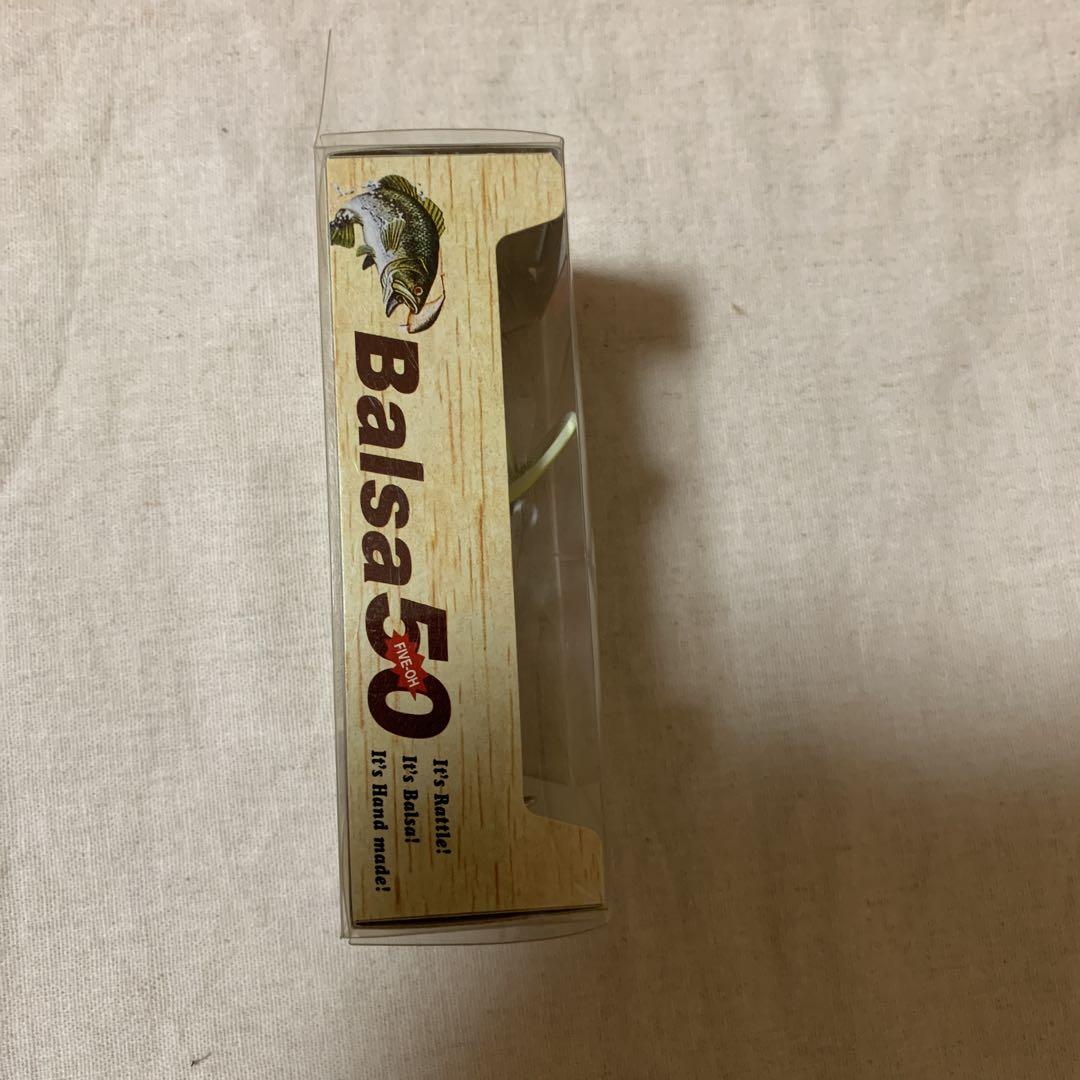 Balsa50
FIVE-OH
It's Rattle!
It's Balsa!
It's Hand made!